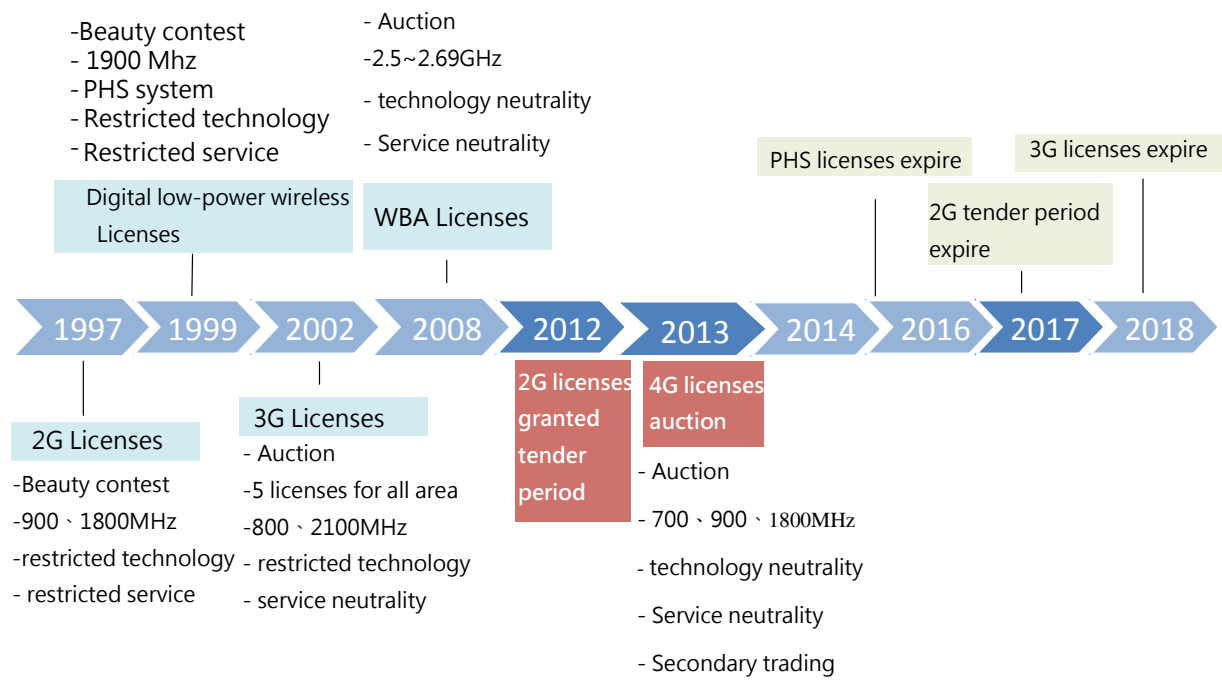 -Beauty contest
- 1900 Mhz
-PHS system
-Restricted technology
- Restricted service
Digital low-power wireless
Licenses
- Auction
-2.5~2.69GHz
- technology neutrality
- Service neutrality
WBA Licenses
PHS licenses expire
2G tender period
expire
3G licenses expire
1997
1999
2002
2008
2012
2013
2014
2016
2017
2018
2G Licenses
-Beauty contest
-900、1800MHz
-restricted technology
- restricted service
3G Licenses
- Auction
-5 licenses for all area
-800、2100MHz
- restricted technology
- service neutrality
2G licenses
granted
tender
period
4G licenses
auction
- Auction
- 700、900、1800MHz
- technology neutrality
- Service neutrality
- Secondary trading